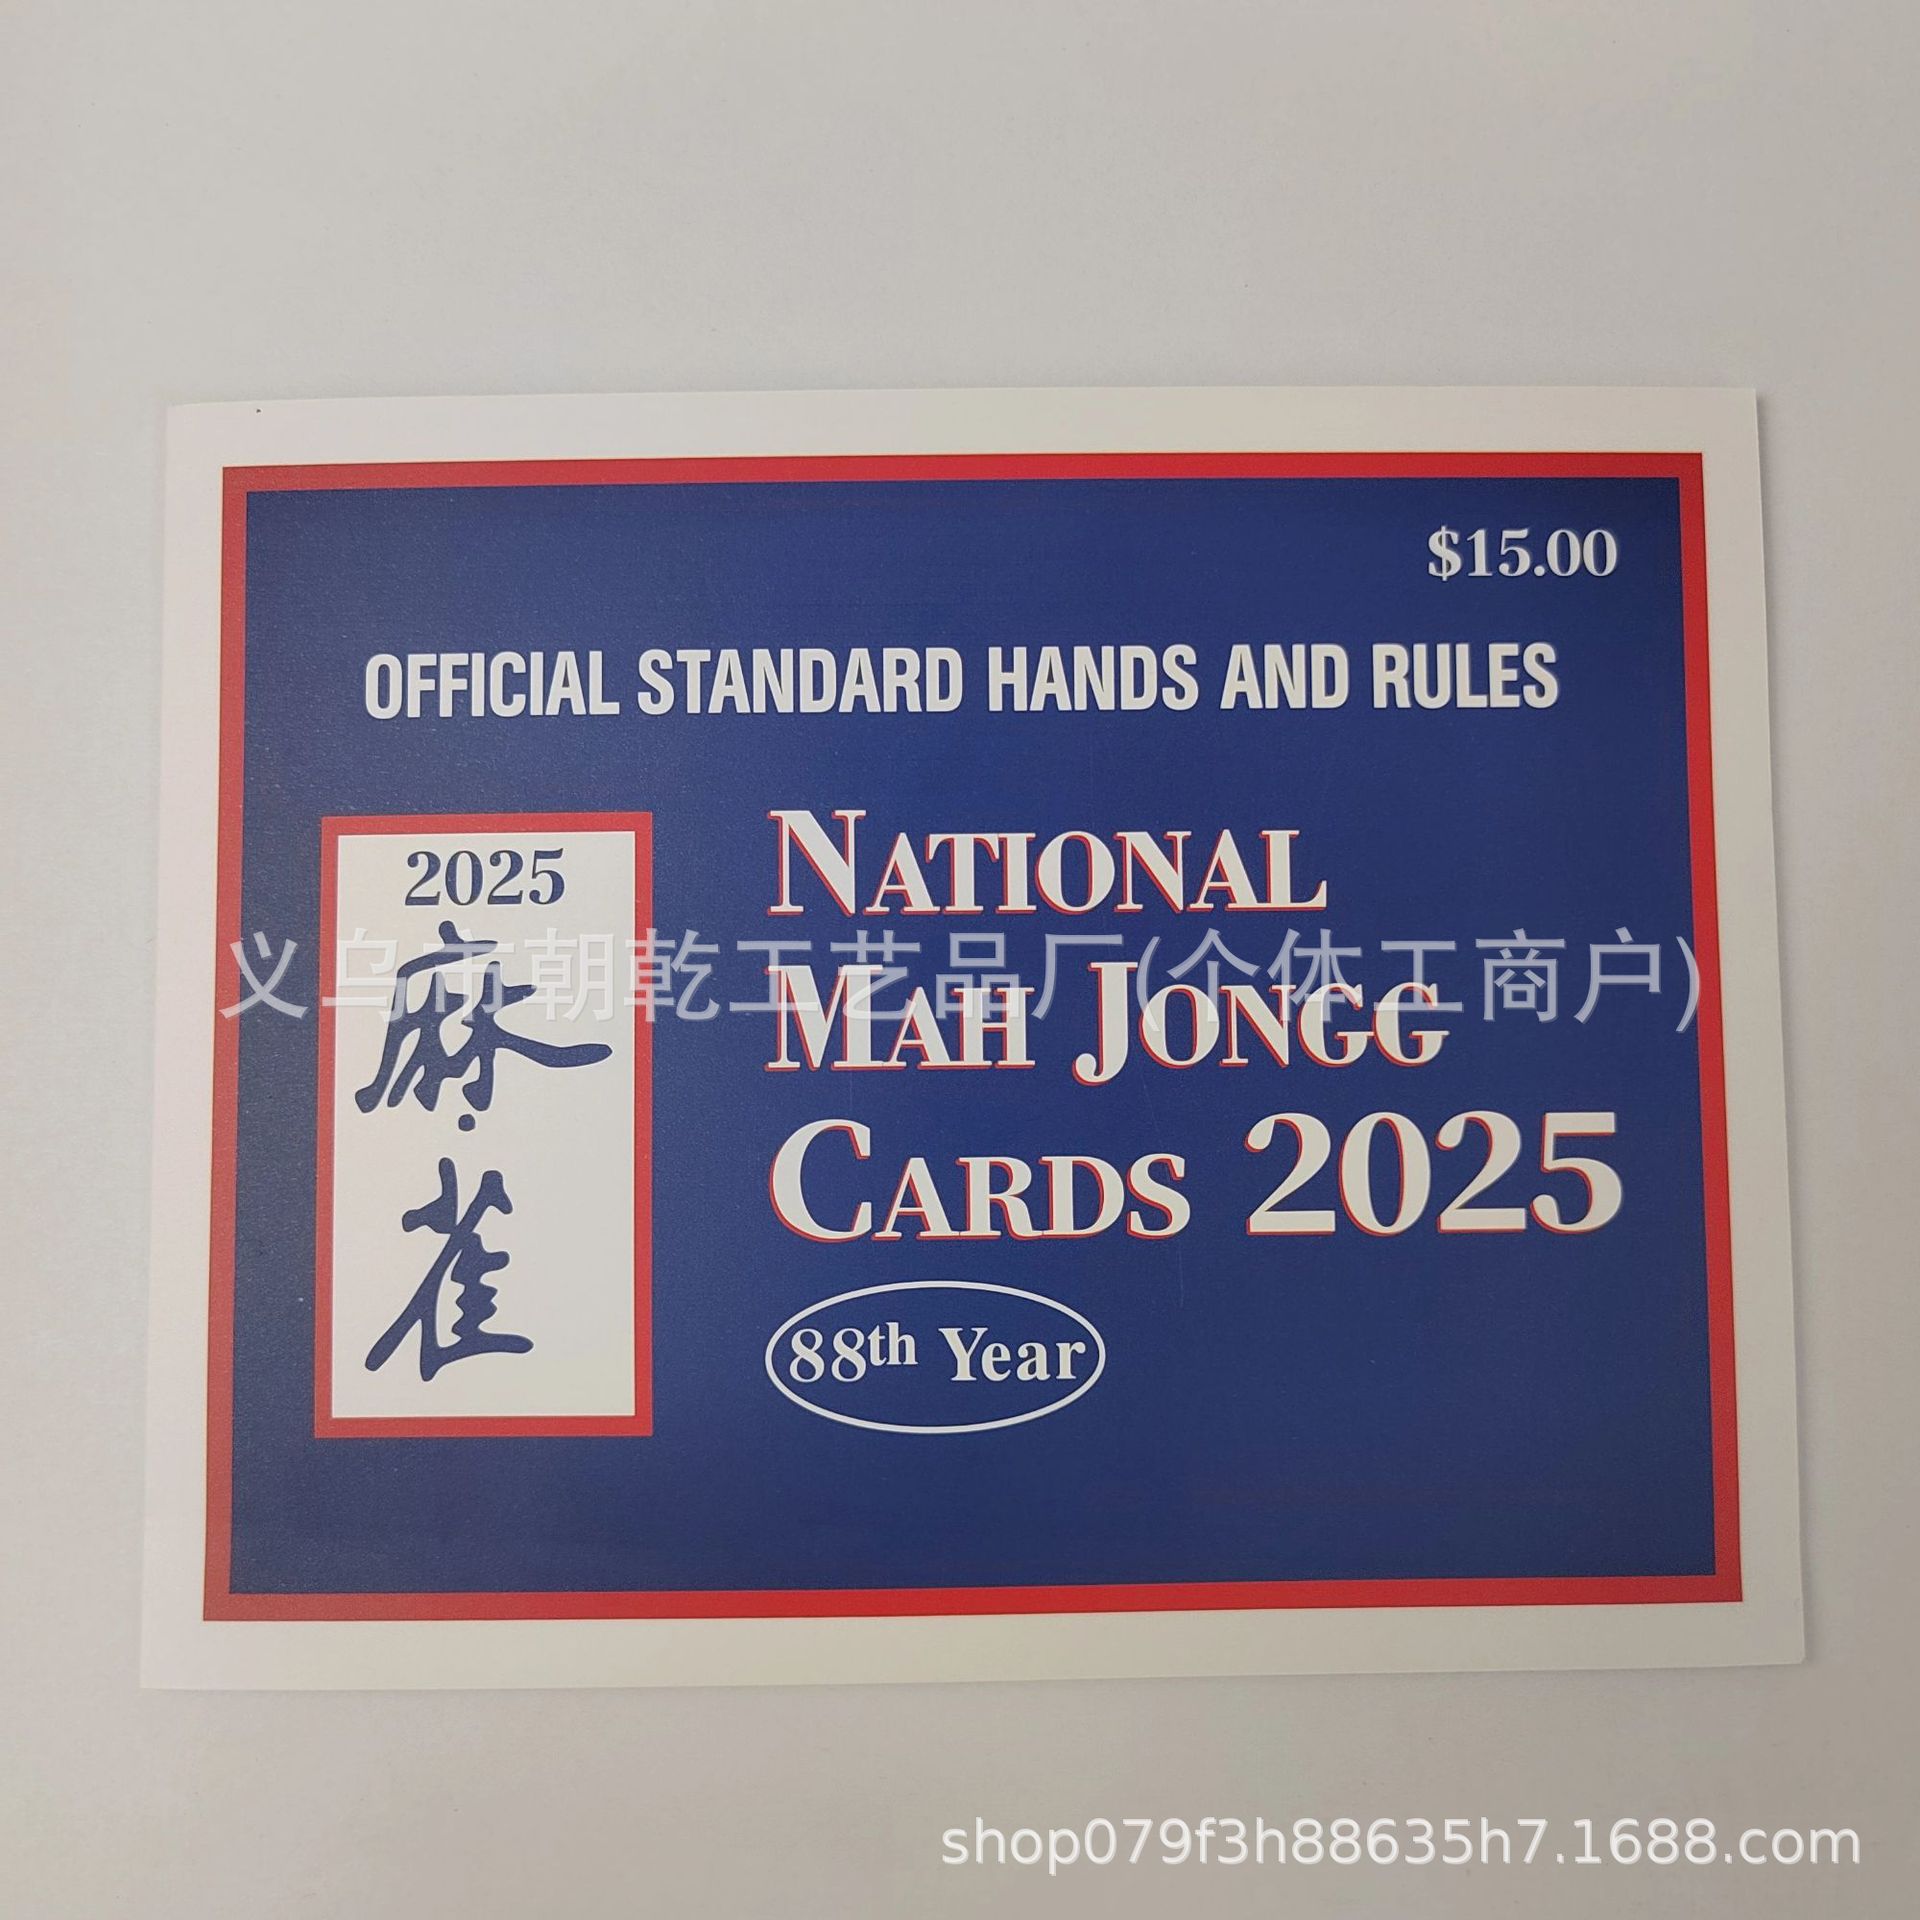 $15.00
OFFICIAL STANDARD HANDS AND RULES
2025
麻·雀
NATIONAL
MAH JONGG
CARDS 2025
88th Year
义乌市朝乾工艺品厂(个体工商户)
shop079f3h88635h7.1688.com